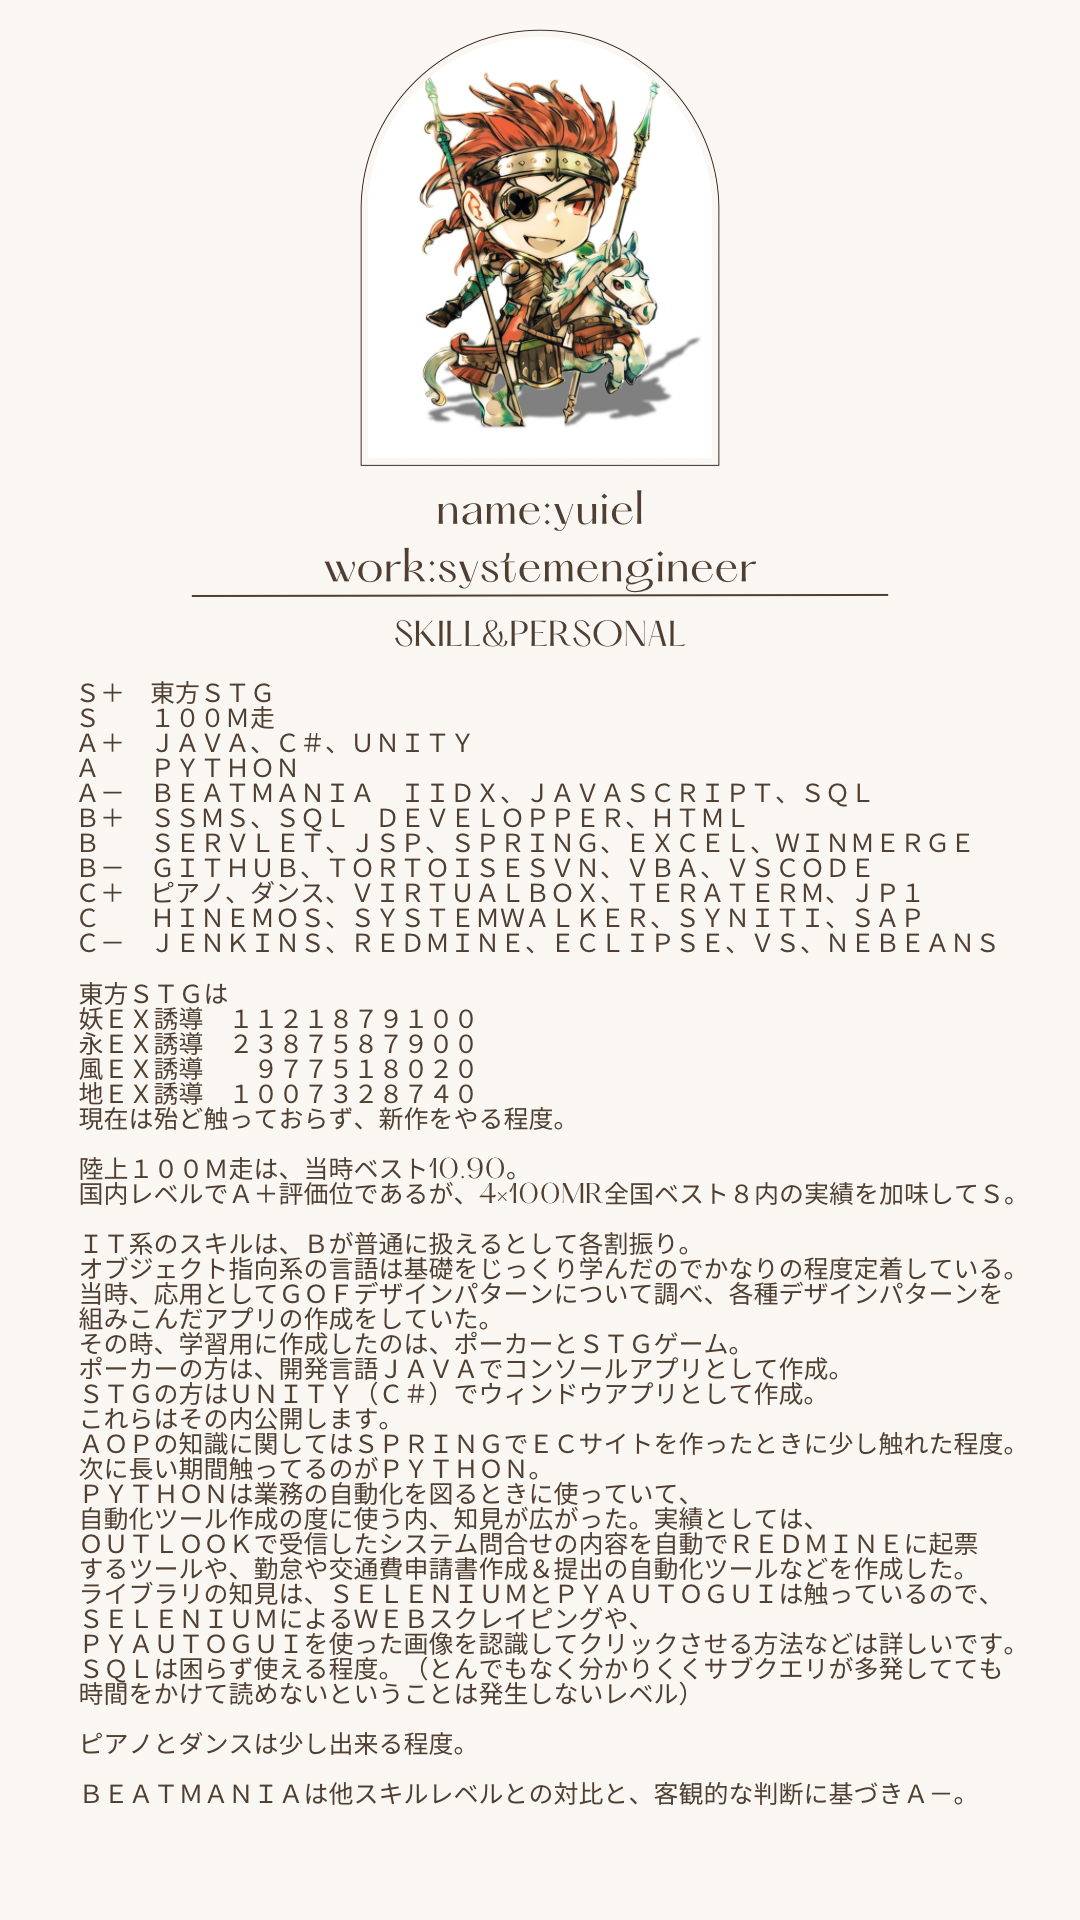 name:yuiel
work:systemengineer
SKILL&PERSONAL
Ｓ＋　東方ＳＴＧ
Ｓ　　１００Ｍ走
Ａ＋　ＪＡＶＡ、Ｃ＃、ＵＮＩＴＹ
Ａ　　ＰＹＴＨＯＮ
Ａ－　ＢＥＡＴＭＡＮＩＡ　ＩＩＤＸ、ＪＡＶＡＳＣＲＩＰＴ、ＳＱＬ
Ｂ＋　ＳＳＭＳ、ＳＱＬ　ＤＥＶＥＬＯＰＰＥＲ、ＨＴＭＬ
Ｂ　　ＳＥＲＶＬＥＴ、ＪＳＰ、ＳＰＲＩＮＧ、ＥＸＣＥＬ、ＷＩＮＭＥＲＧＥ
Ｂ－　ＧＩＴＨＵＢ、ＴＯＲＴＯＩＳＥＳＶＮ、ＶＢＡ、ＶＳＣＯＤＥ
Ｃ＋　ピアノ、ダンス、ＶＩＲＴＵＡＬＢＯＸ、ＴＥＲＡＴＥＲＭ、ＪＰ１
Ｃ　　ＨＩＮＥＭＯＳ、ＳＹＳＴＥＭＷＡＬＫＥＲ、ＳＹＮＩＴＩ、ＳＡＰ
Ｃ－　ＪＥＮＫＩＮＳ、ＲＥＤＭＩＮＥ、ＥＣＬＩＰＳＥ、ＶＳ、ＮＥＢＥＡＮＳ
東方ＳＴＧは
妖ＥＸ誘導　１１２１８７９１００
永ＥＸ誘導　２３８７５８７９００
風EX誘導　　９７７５１８０２０
地ＥＸ誘導　１００７３２８７４０
現在は殆ど触っておらず、新作をやる程度。
陸上１００Ｍ走は、当時ベスト10.90。
国内レベルでＡ＋評価位であるが、4×100MR全国ベスト８内の実績を加味してＳ。
ＩＴ系のスキルは、Ｂが普通に扱えるとして各割振り。
オブジェクト指向系の言語は基礎をじっくり学んだのでかなりの程度定着している。
当時、応用としてＧＯＦデザインパターンについて調べ、各種デザインパターンを
組みこんだアプリの作成をしていた。
その時、学習用に作成したのは、ポーカーとＳＴＧゲーム。
ポーカーの方は、開発言語ＪＡＶＡでコンソールアプリとして作成。
ＳＴＧの方はＵＮＩＴＹ（Ｃ＃）でウィンドウアプリとして作成。
これらはその内公開します。
ＡＯＰの知識に関してはＳＰＲＩＮＧでＥＣサイトを作ったときに少し触れた程度。
次に長い期間触ってるのがＰＹＴＨＯＮ。
ＰＹＴＨＯＮは業務の自動化を図るときに使っていて、
自動化ツール作成の度に使う内、知見が広がった。実績としては、
ＯＵＴＬＯＯＫで受信したシステム問合せの内容を自動でＲＥＤＭＩＮＥに起票
するツールや、勤怠や交通費申請書作成＆提出の自動化ツールなどを作成した。
ライブラリの知見は、ＳＥＬＥＮＩＵＭとＰＹＡＵＴＯＧＵＩは触っているので、
ＳＥＬＥＮＩＵＭによるＷＥＢスクレイピングや、
ＰＹＡＵＴＯＧＵＩを使った画像を認識してクリックさせる方法などは詳しいです。
ＳＱＬは困らず使える程度。（とんでもなく分かりくくサブクエリが多発してても
時間をかけて読めないということは発生しないレベル）
ピアノとダンスは少し出来る程度。
ＢＥＡＴＭＡＮＩＡは他スキルレベルとの対比と、客観的な判断に基づきＡ－。